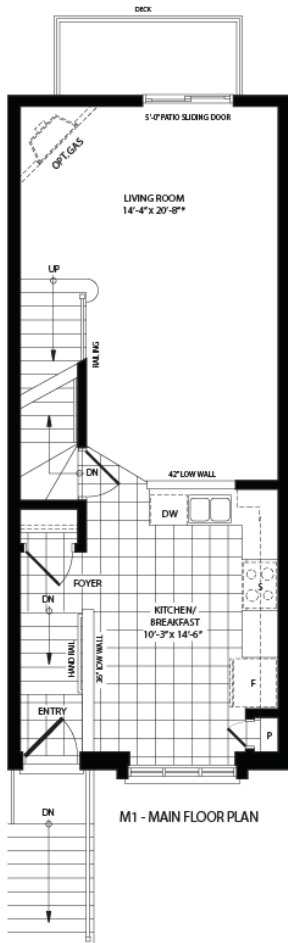 DECK
5'-0" PATIO SLIDING DOOR
OPT. GAS
LIVING ROOM
14'-4" x 20'-8"*
UP
RAILING
DN
42" LOW WALL
DW
FOYER
S
DN
KITCHEN/
BREAKFAST
10'-3" x 14'-6"
HAND RAIL
36" LOW WALL
F
ENTRY
P
DN
M1 - MAIN FLOOR PLAN